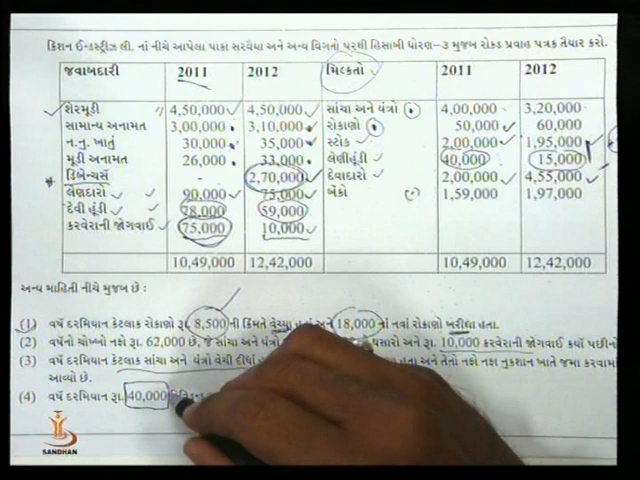 ક્રિશન ઈન્ડસ્ટ્રીઝ લી. નાં નીચે આપેલા પાકા સરવૈયા અને અન્ય વિગતો પરથી હિસાબી ધોરણ-૩ મુજબ રોકડ પ્રવાહ પત્રક તૈયાર કરો.
જવાબદારી 2011 2012 મિલ્કતો 2011 2012
શેરમૂડી 4,50,000 4,50,000 સાંચા અને યંત્રો 4,00,000 3,20,000
સામાન્ય અનામત 3,00,000 3,10,000 રોકાણો 50,000 60,000
ન.નુ. ખાતું 30,000 35,000 સ્ટોક 2,00,000 1,95,000
મૂડી અનામત 26,000 33,000 લેણીહૂંડી 40,000 15,000
ડિબેન્ચર્સ - 2,70,000 દેવાદારો 2,00,000 4,55,000
લેણદારો 90,000 75,000 બેંકો 1,59,000 1,97,000
દેવી હૂંડી 78,000 59,000
કરવેરાની જોગવાઈ 75,000 10,000
10,49,000 12,42,000 10,49,000 12,42,000
અન્ય માહિતી નીચે મુજબ છે :
(1) વર્ષ દરમિયાન કેટલાક રોકાણો રૂા. 8,500 ની કિંમતે વેચ્યા હતાં અને 18,000 નાં નવાં રોકાણો ખરીદ્યા હતા.
(2) વર્ષનો ચોખ્ખો નફો રૂ. 62,000 છે, જે સાંચા અને યંત્રો ઘસારો અને રૂા. 10,000 કરવેરાની જોગવાઈ કર્યા પછીનો
(3) વર્ષ દરમિયાન કેટલાક સાંચા અને યંત્રો વેચી દીધાં હતા અને તેનો નફો નફા નુકશાન ખાતે જમા કરવામાં
આવ્યો છે.
(4) વર્ષ દરમિયાન રૂા. 40,000
SANDHAN